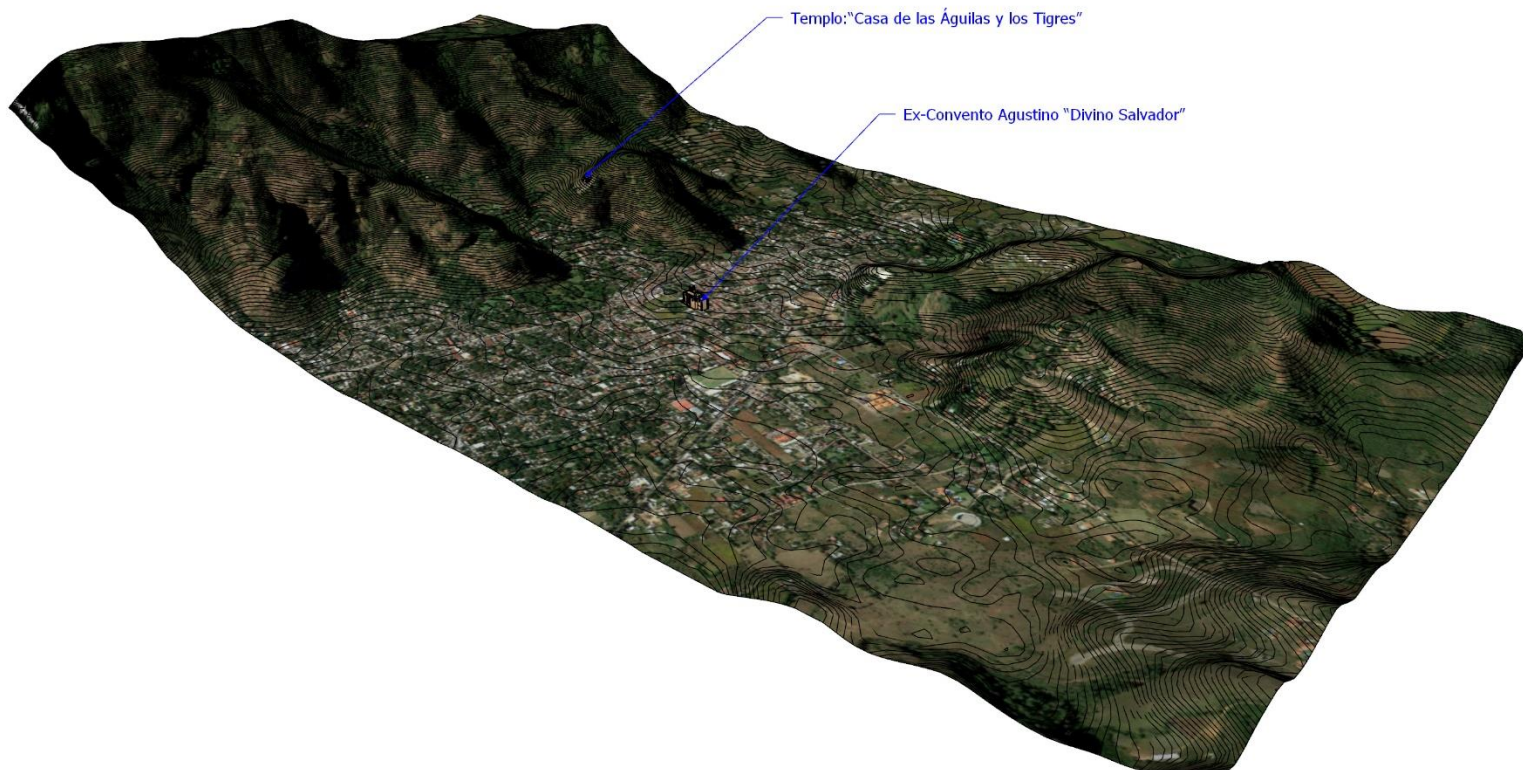 Templo:“Casa de las Águilas y los Tigres”
Ex-Convento Agustino “Divino Salvador”